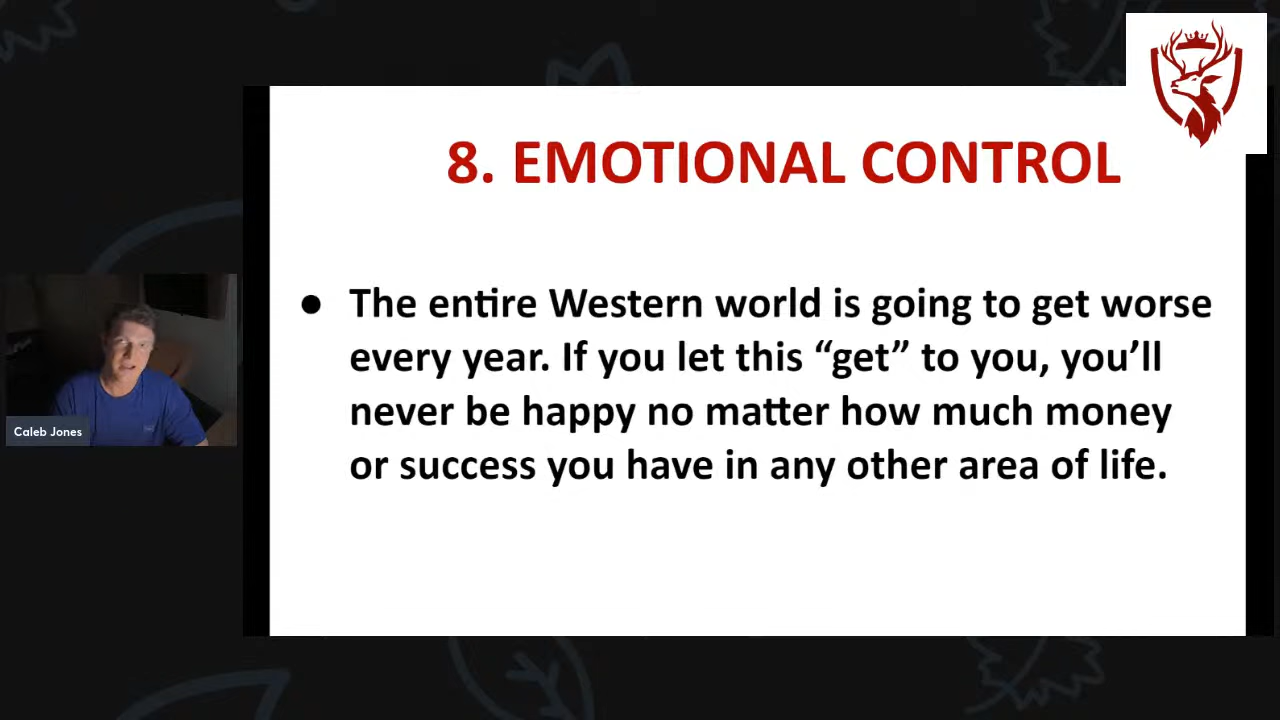 8. EMOTIONAL CONTROL
● The entire Western world is going to get worse
every year. If you let this “get” to you, you’ll
never be happy no matter how much money
or success you have in any other area of life.
Caleb Jones